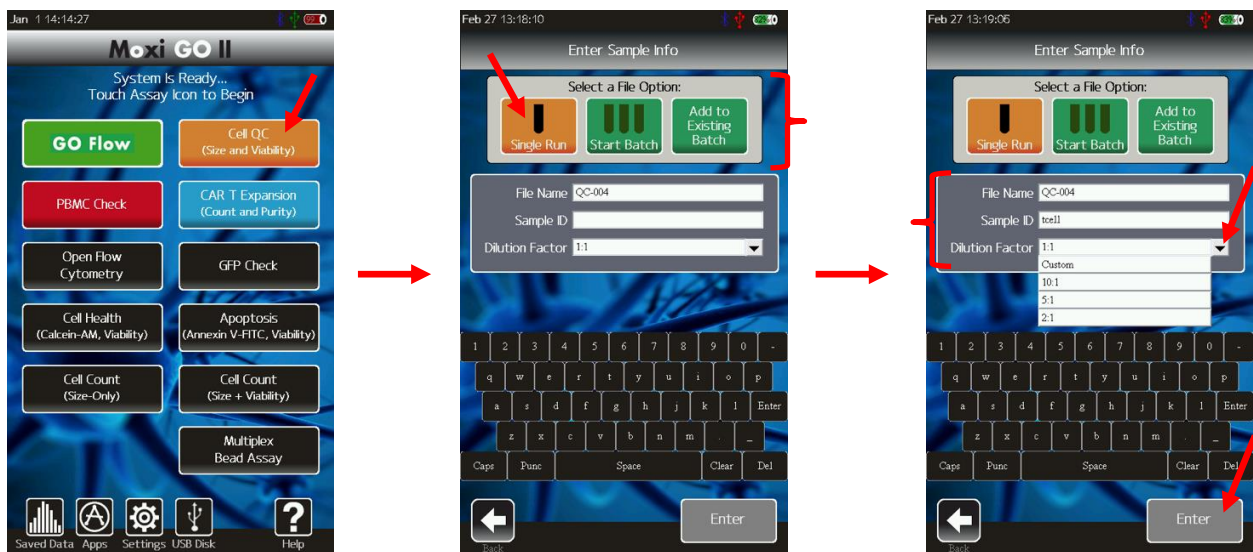 Jan 1 14:14:27
Moxi GO II
System Is Ready...
Touch Assay Icon to Begin
GO Flow
Cell QC
(Size and Viability)
PBMC Check
CAR T Expansion
(Count and Purity)
Open Flow
Cytometry
GFP Check
Cell Health
(Calcein-AM, Viability)
Apoptosis
(Annexin V-FITC, Viability)
Cell Count
(Size-Only)
Cell Count
(Size + Viability)
Multiplex
Bead Assay
Saved Data Apps Settings USB Disk Help
Feb 27 13:18:10
82%
Enter Sample Info
Select a File Option:
Single Run
Start Batch
Add to
Existing
Batch
File Name QC-004
Sample ID
Dilution Factor 1:1
1 2 3 4 5 6 7 8 9 0 -
q w e r t y u i o p
a s d f g h j k l Enter
z x c v b n m . _
Caps Punc Space Clear Del
Back
Enter
Feb 27 13:19:06
Enter Sample Info
Select a File Option:
Single Run
Start Batch
Add to
Existing
Batch
File Name QC-004
Sample ID tcell
Dilution Factor 1:1
Custom
10:1
5:1
2:1
1 2 3 4 5 6 7 8 9 0 -
q w e r t y u i o p
a s d f g h j k l Enter
z x c v b n m . _
Caps Punc Space Clear Del
Back
Enter